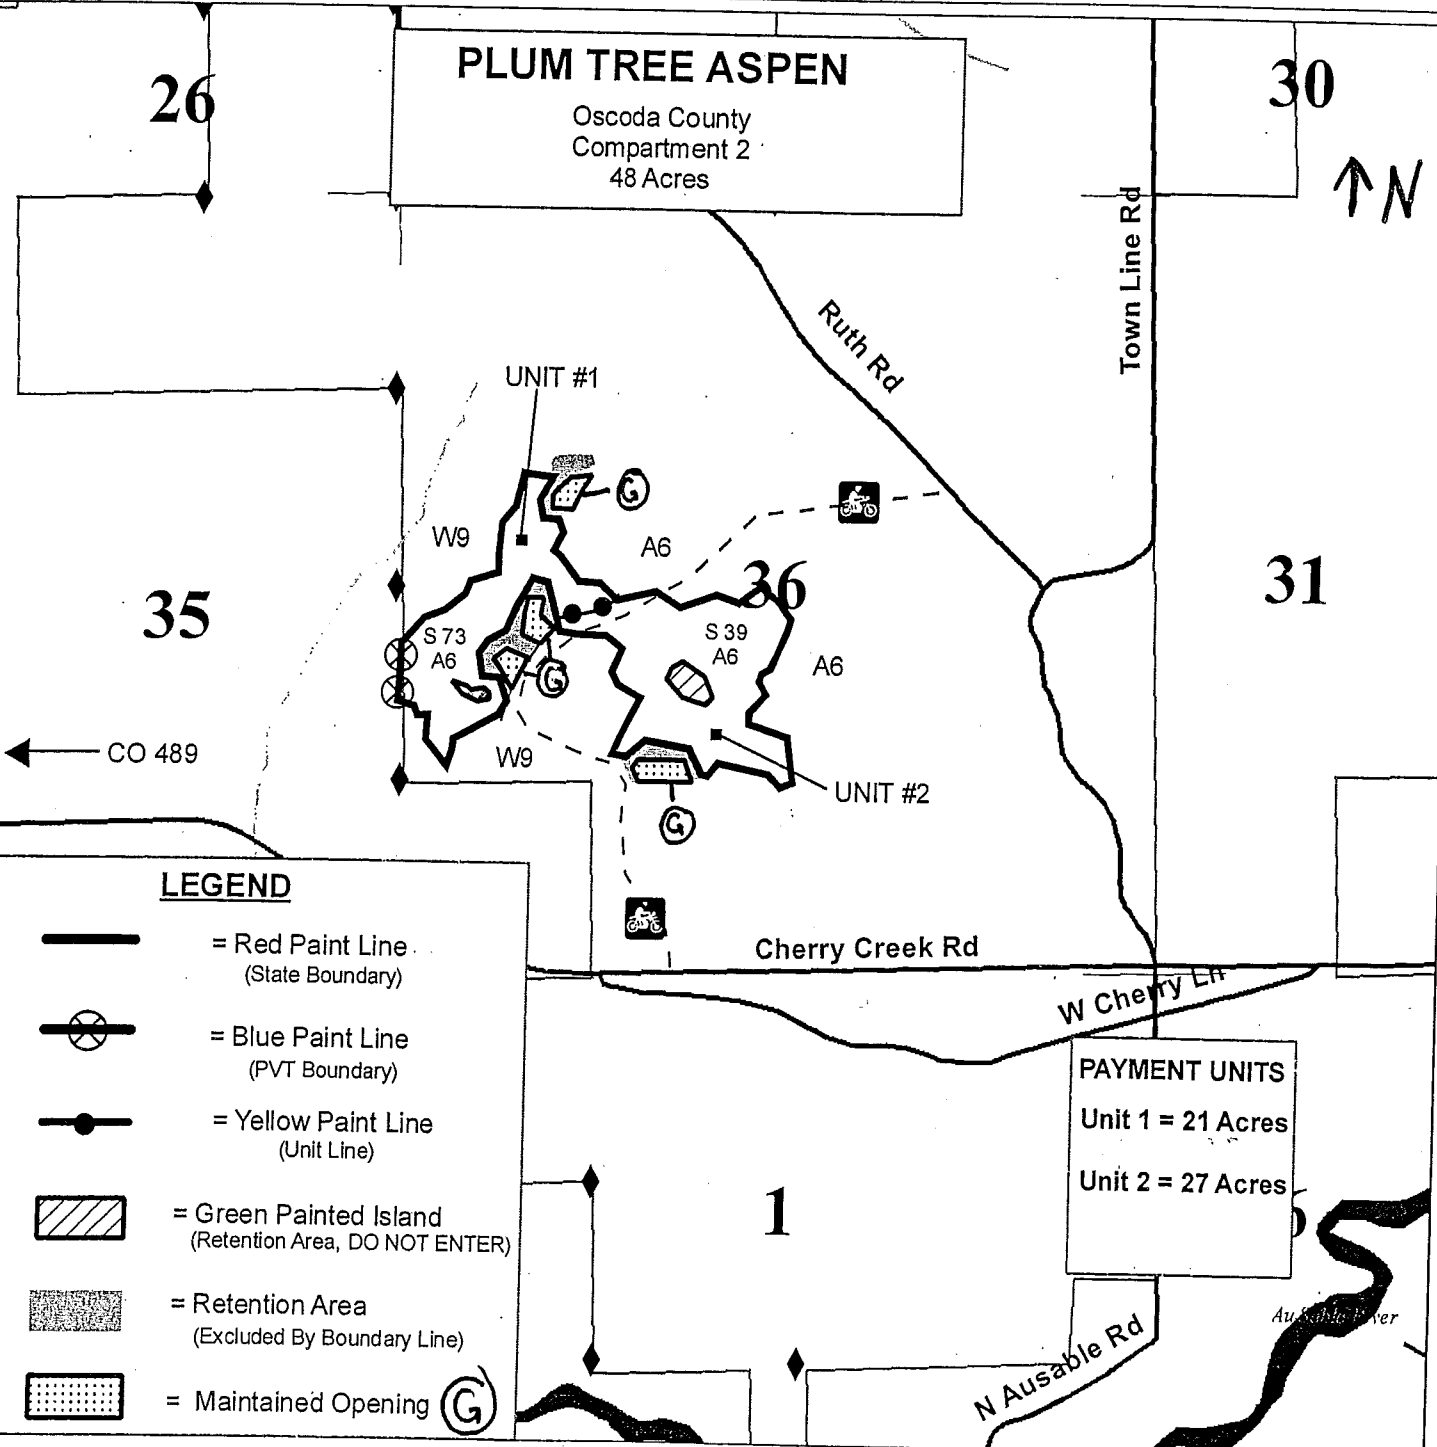 PLUM TREE ASPEN
Oscoda County
Compartment 2
48 Acres
26
30
N
Town Line Rd
Ruth Rd
UNIT #1
G
W9
A6
36
35
31
S 73
A6
S 39
A6
A6
G
CO 489
W9
UNIT #2
G
LEGEND
= Red Paint Line
(State Boundary)
= Blue Paint Line
(PVT Boundary)
= Yellow Paint Line
(Unit Line)
= Green Painted Island
(Retention Area, DO NOT ENTER)
= Retention Area
(Excluded By Boundary Line)
= Maintained Opening G
Cherry Creek Rd
W Cherry Ln
PAYMENT UNITS
Unit 1 = 21 Acres
Unit 2 = 27 Acres
1
AuSable River
N Ausable Rd